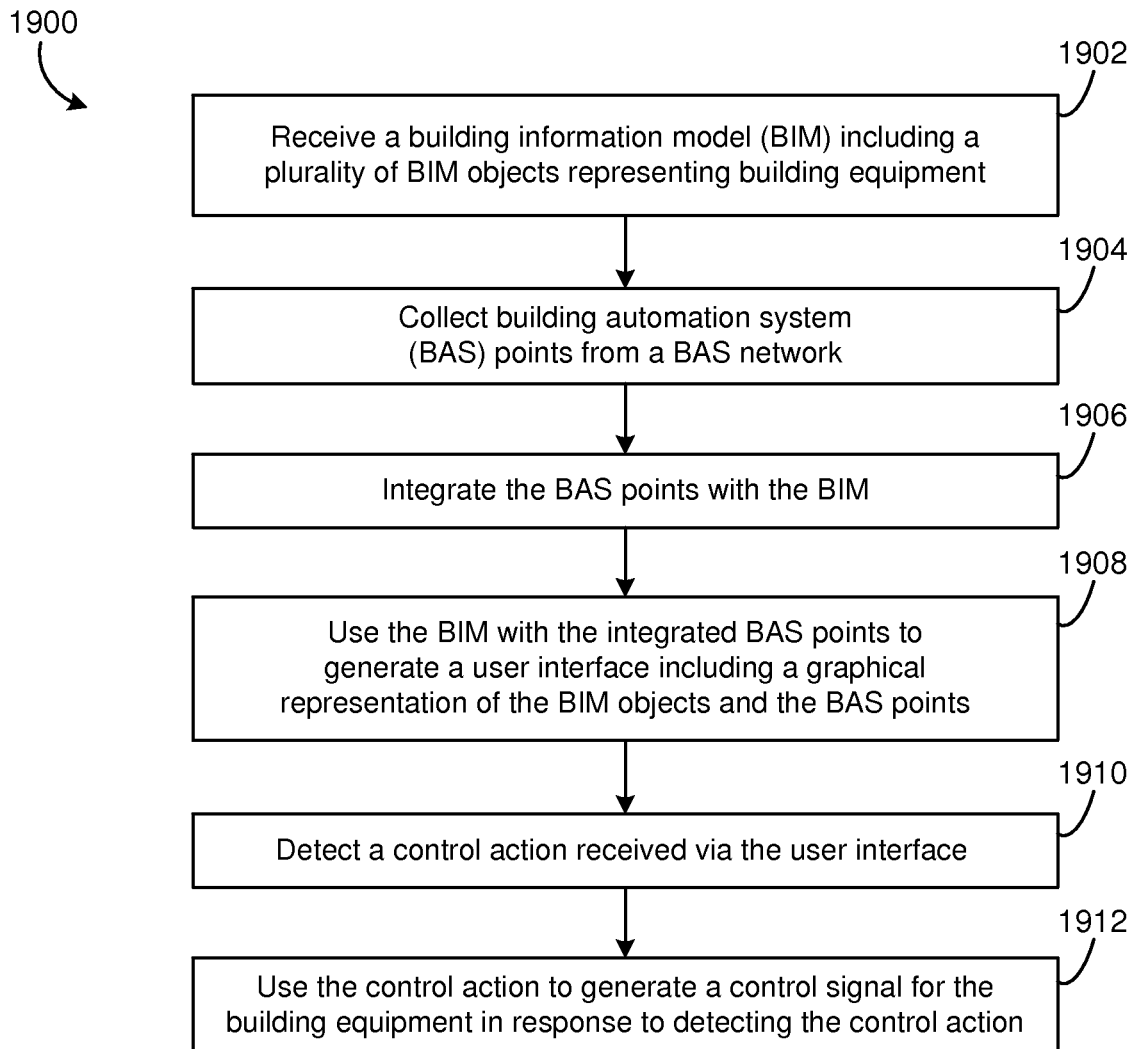 1900
1902
Receive a building information model (BIM) including a
plurality of BIM objects representing building equipment
1904
Collect building automation system
(BAS) points from a BAS network
1906
Integrate the BAS points with the BIM
1908
Use the BIM with the integrated BAS points to
generate a user interface including a graphical
representation of the BIM objects and the BAS points
1910
Detect a control action received via the user interface
1912
Use the control action to generate a control signal for the
building equipment in response to detecting the control action